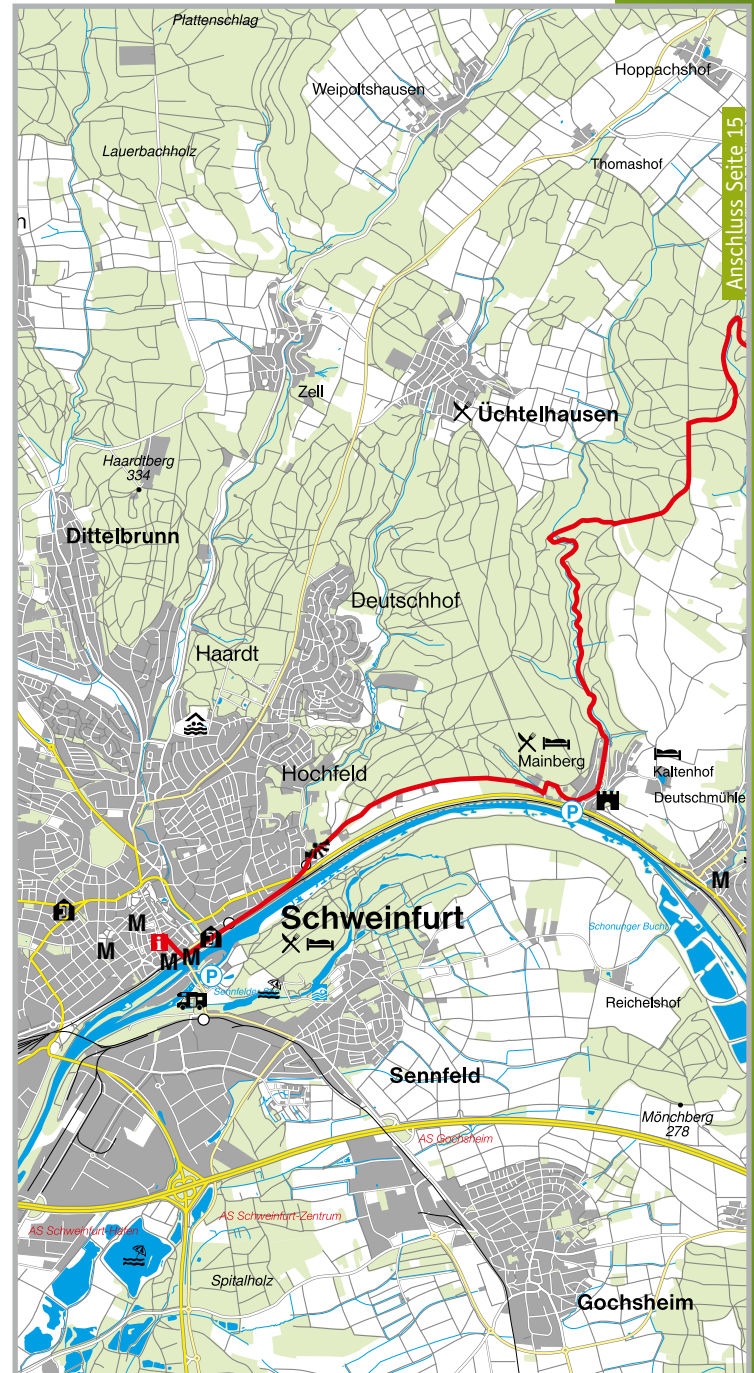 Plattenschlag
Hoppachshof
Weipoltshausen
Anschluss Seite 15
Lauerbachholz
Thomashof
h
Zell
Üchtelhausen
Haardtberg
334
Dittelbrunn
Deutschhof
Haardt
Mainberg
Hochfeld
Kaltenhof
Deutschmühle
P
M
M
Schweinfurt
M
i
M
M
Schonunger Bucht
P
Reichelshof
Sennfeld
Mönchberg
278
AS Gochsheim
AS Schweinfurt-Zentrum
AS Schweinfurt-Hafen
Spitalholz
Gochsheim